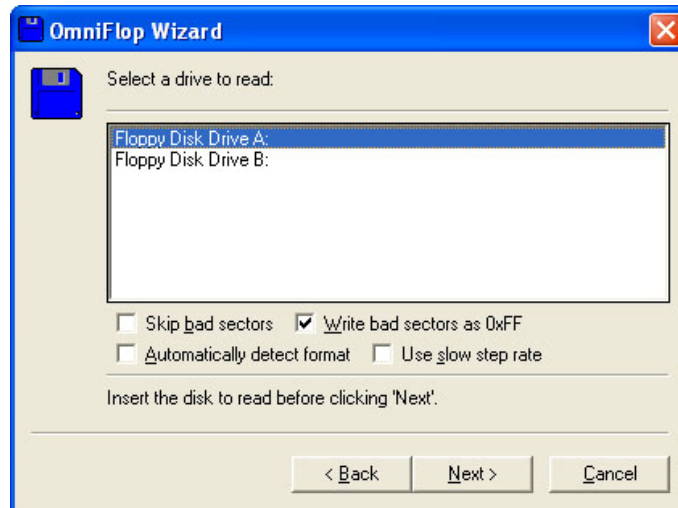 OmniFlop Wizard
Select a drive to read:
Floppy Disk Drive A:
Floppy Disk Drive B:
Skip bad sectors Write bad sectors as 0xFF
Automatically detect format Use slow step rate
Insert the disk to read before clicking 'Next'.
< Back Next > Cancel